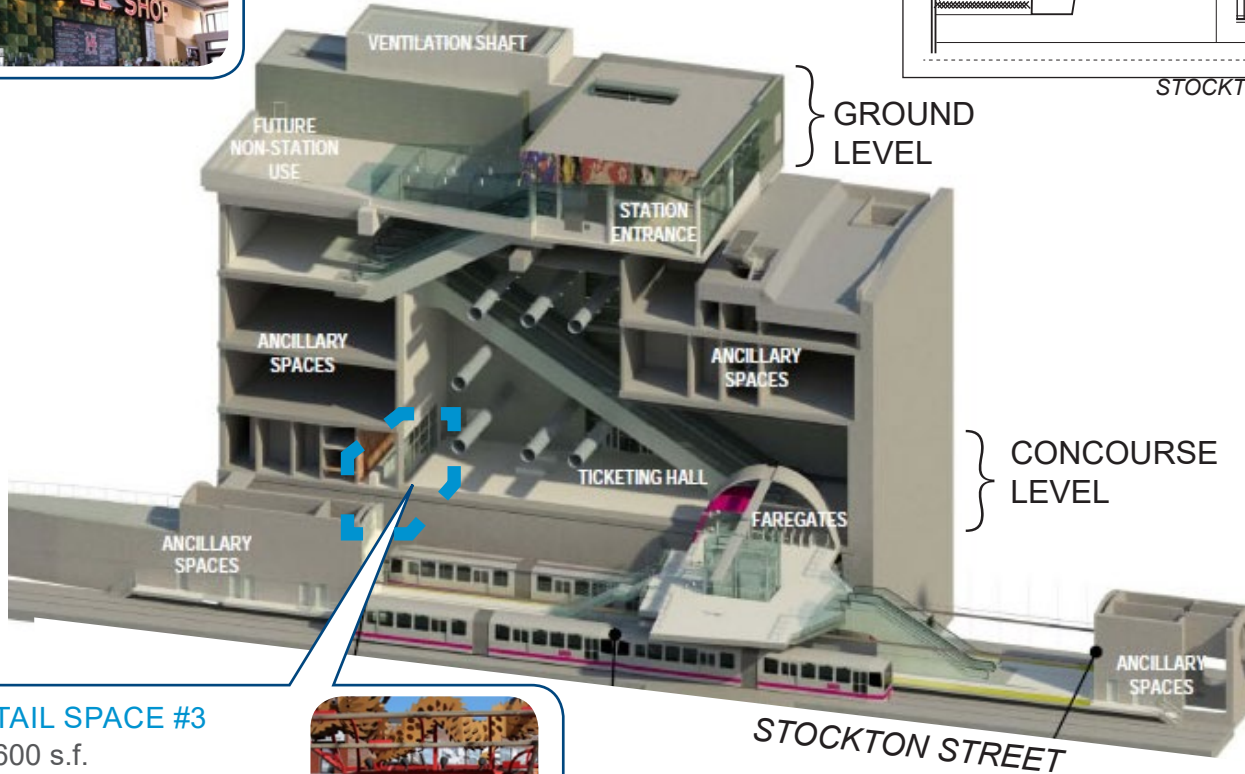 SHOP
VENTILATION SHAFT
STOCKT
GROUND
LEVEL
FUTURE
NON-STATION
USE
STATION
ENTRANCE
ANCILLARY
SPACES
ANCILLARY
SPACES
CONCOURSE
LEVEL
TICKETING HALL
FAREGATES
ANCILLARY
SPACES
ANCILLARY
SPACES
TAIL SPACE #3
600 s.f.
STOCKTON STREET